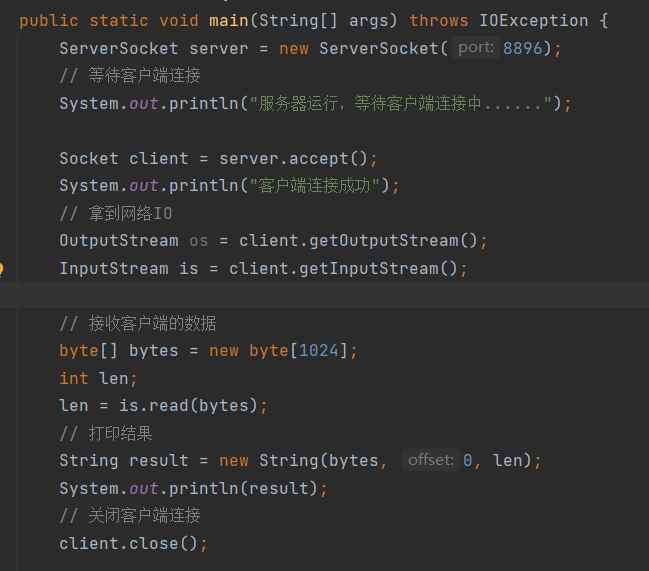 public static void main(String[] args) throws IOException {
ServerSocket server = new ServerSocket( port: 8896);
// 等待客户端连接
System.out.println("服务器运行，等待客户端连接中......");
Socket client = server.accept();
System.out.println("客户端连接成功");
// 拿到网络IO
OutputStream os = client.getOutputStream();
InputStream is = client.getInputStream();
// 接收客户端的数据
byte[] bytes = new byte[1024];
int len;
len = is.read(bytes);
// 打印结果
String result = new String(bytes, offset: 0, len);
System.out.println(result);
// 关闭客户端连接
client.close();